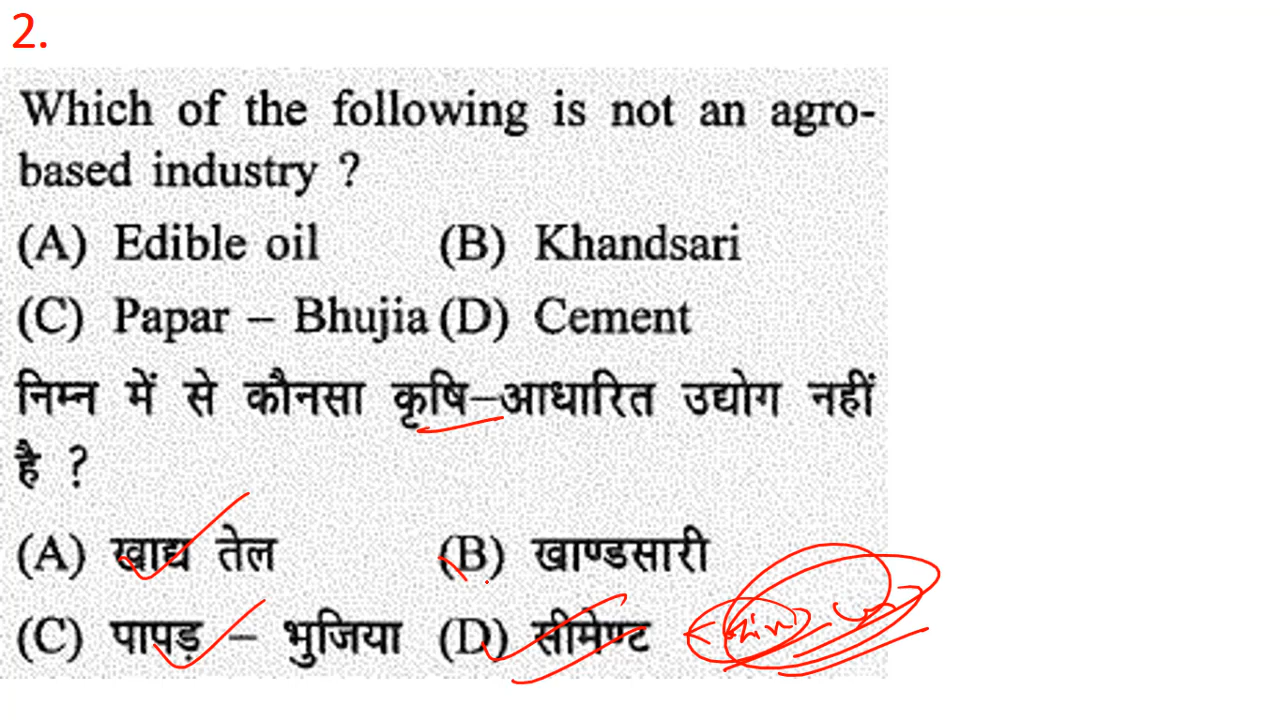 2.
Which of the following is not an agro-
based industry ?
(A) Edible oil (B) Khandsari
(C) Papar – Bhujia (D) Cement
निम्न में से कौनसा कृषि–आधारित उद्योग नहीं
है ?
(A) खाद्य तेल (B) खाण्डसारी
(C) पापड़ – भुजिया (D) सीमेण्ट